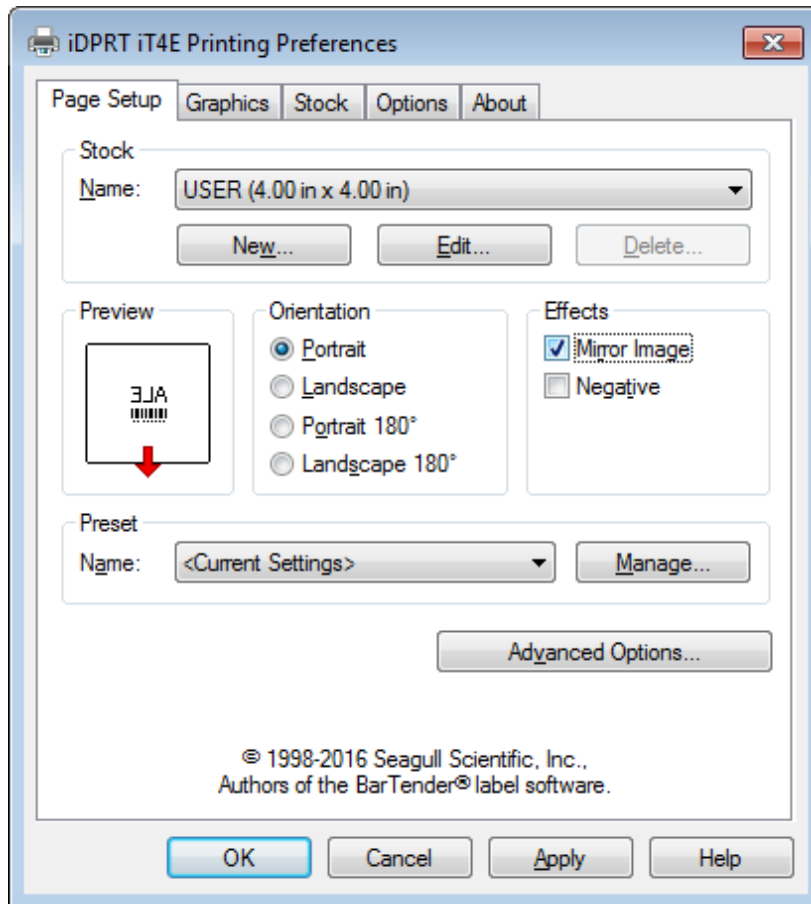 iDPRT iT4E Printing Preferences
Page Setup Graphics Stock Options About
Stock
Name: USER (4.00 in x 4.00 in)
New... Edit... Delete...
Preview Orientation Effects
Portrait Mirror Image
ALE Landscape Negative
Portrait 180°
Landscape 180°
Preset
Name: <Current Settings> Manage...
Advanced Options...
© 1998-2016 Seagull Scientific, Inc.,
Authors of the BarTender® label software.
OK Cancel Apply Help